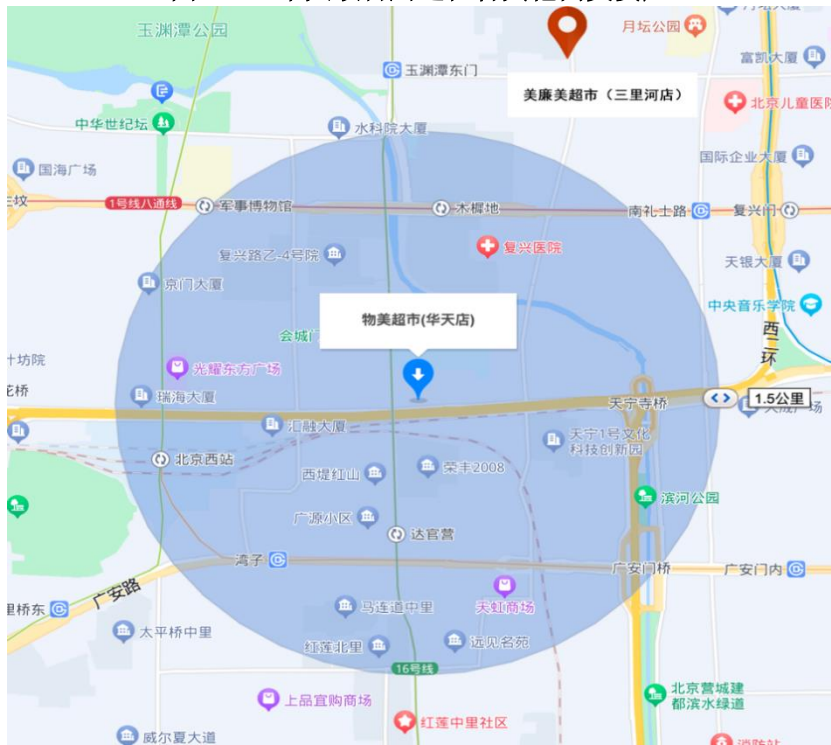 玉渊潭公园
月坛公园
富凯大厦
玉渊潭东门
美廉美超市（三里河店）
北京儿童医院
中华世纪坛
水科院大厦
国海广场
国际企业大厦
1号线八通线
军事博物馆
木樨地
南礼士路
复兴门
复兴路乙-4号院
复兴医院
天银大厦
京门大厦
中央音乐学院
物美超市(华天店)
西二环
会城门
光耀东方广场
瑞海大厦
天宁寺桥
1.5公里
汇融大厦
天宁1号文化
科技创新园
北京西站
西堤红山
荣丰2008
滨河公园
广源小区
达官营
湾子
广安门桥
广安门内
广安路
天虹商场
马连道中里
里桥东
太平桥中里
红莲北里
远见名苑
16号线
上品宜购商场
北京营城建
都滨水绿道
红莲中里社区
威尔夏大道
消防站